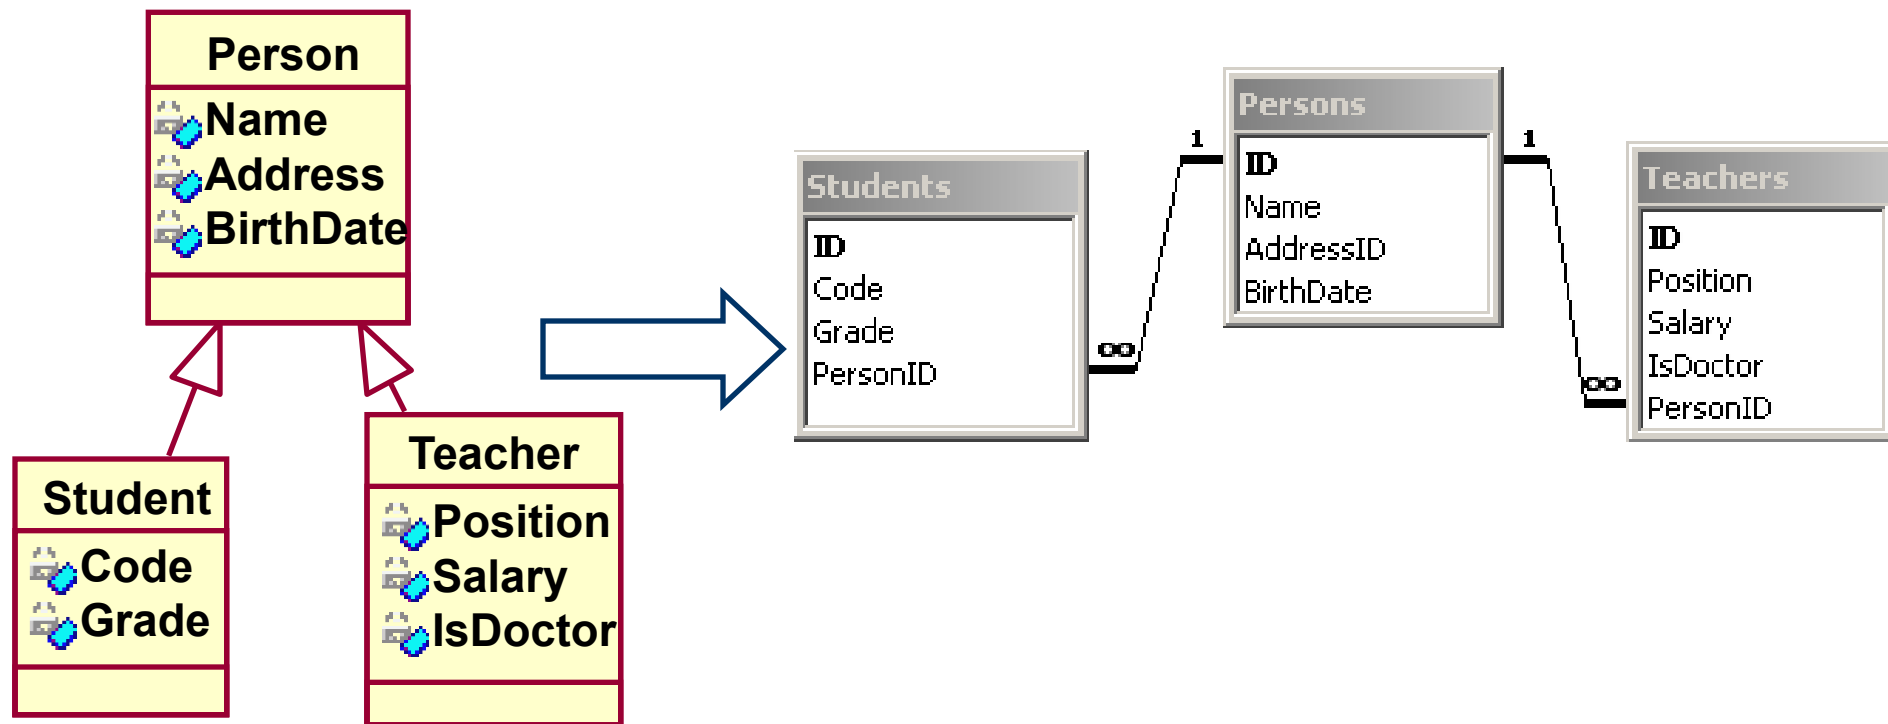 Person
Name
Address
BirthDate
Student
Code
Grade
Teacher
Position
Salary
IsDoctor
Students
ID
Code
Grade
PersonID
1
∞
Persons
ID
Name
AddressID
BirthDate
1
∞
Teachers
ID
Position
Salary
IsDoctor
PersonID